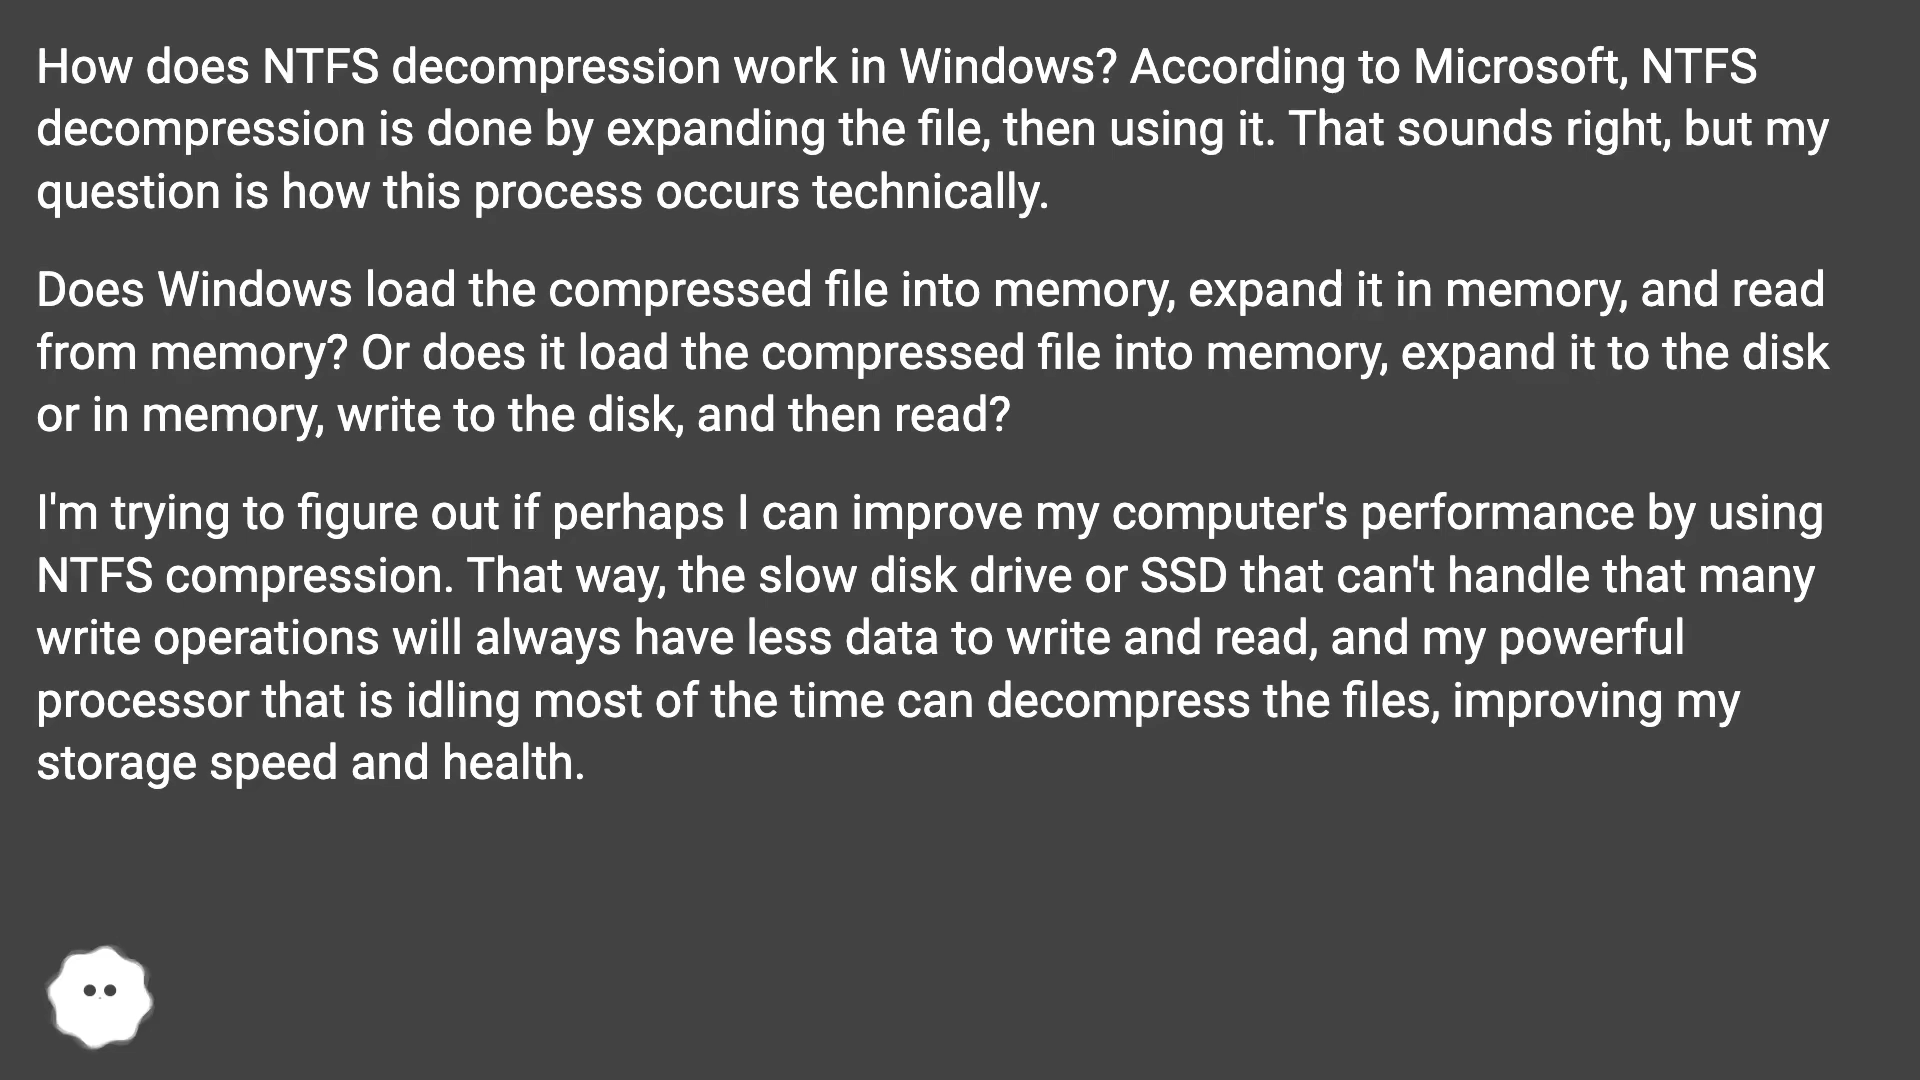 How does NTFS decompression work in Windows? According to Microsoft, NTFS
decompression is done by expanding the file, then using it. That sounds right, but my
question is how this process occurs technically.
Does Windows load the compressed file into memory, expand it in memory, and read
from memory? Or does it load the compressed file into memory, expand it to the disk
or in memory, write to the disk, and then read?
I'm trying to figure out if perhaps I can improve my computer's performance by using
NTFS compression. That way, the slow disk drive or SSD that can't handle that many
write operations will always have less data to write and read, and my powerful
processor that is idling most of the time can decompress the files, improving my
storage speed and health.